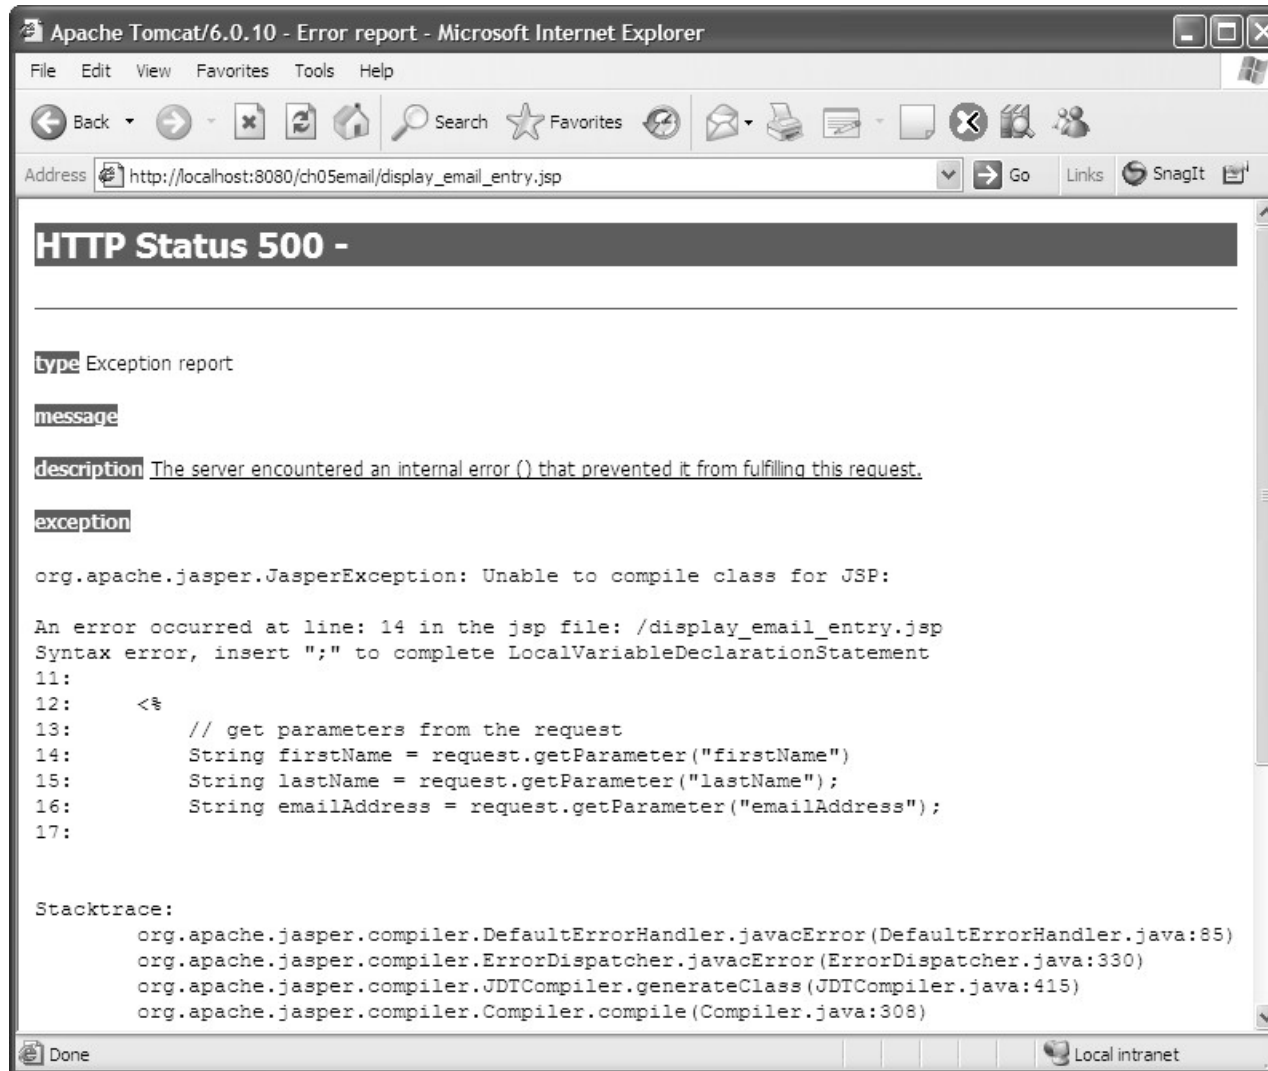 Apache Tomcat/6.0.10 - Error report - Microsoft Internet Explorer
File Edit View Favorites Tools Help
Back Search Favorites
Address http://localhost:8080/ch05email/display_email_entry.jsp Go Links SnagIt
HTTP Status 500 -
type Exception report
message
description The server encountered an internal error () that prevented it from fulfilling this request.
exception
org.apache.jasper.JasperException: Unable to compile class for JSP:
An error occurred at line: 14 in the jsp file: /display_email_entry.jsp
Syntax error, insert ";" to complete LocalVariableDeclarationStatement
11:
12: <%
13: // get parameters from the request
14: String firstName = request.getParameter("firstName")
15: String lastName = request.getParameter("lastName");
16: String emailAddress = request.getParameter("emailAddress");
17:
Stacktrace:
org.apache.jasper.compiler.DefaultErrorHandler.javacError(DefaultErrorHandler.java:85)
org.apache.jasper.compiler.ErrorDispatcher.javacError(ErrorDispatcher.java:330)
org.apache.jasper.compiler.JDTCompiler.generateClass(JDTCompiler.java:415)
org.apache.jasper.compiler.Compiler.compile(Compiler.java:308)
Done Local intranet